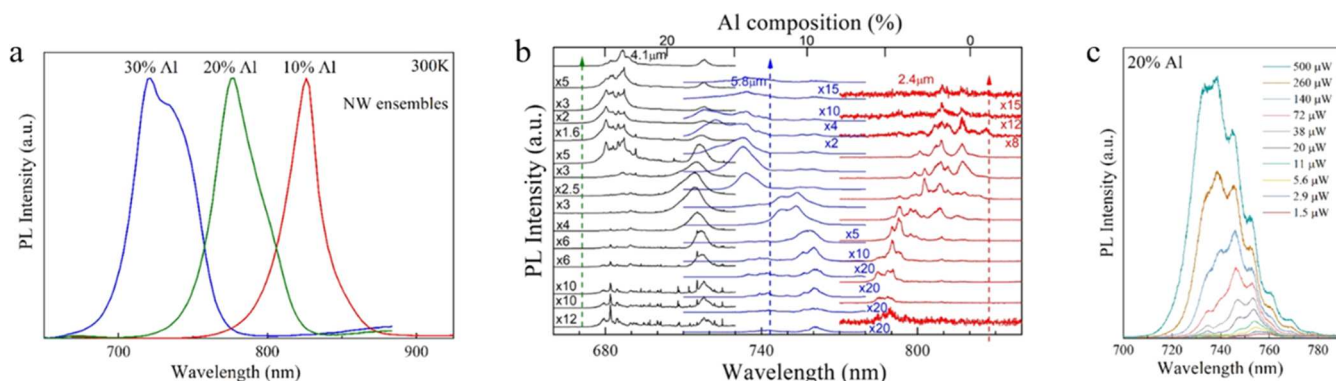 a
30% Al 20% Al 10% Al 300K
NW ensembles
PL Intensity (a.u.)
700 800 900
Wavelength (nm)
b
Al composition (%)
20 10 0
4.1μm
5.8μm
2.4μm
x5
x3
x2
x1.6
x5
x3
x2.5
x3
x4
x6
x6
x10
x10
x12
x15
x10
x4
x2
x5
x10
x20
x20
x20
x20
x15
x12
x8
PL Intensity (a.u.)
680 740 800
Wavelength (nm)
c
20% Al
500 μW
260 μW
140 μW
72 μW
38 μW
20 μW
11 μW
5.6 μW
2.9 μW
1.5 μW
PL Intensity (a.u.)
700 720 740 760 780
Wavelength (nm)